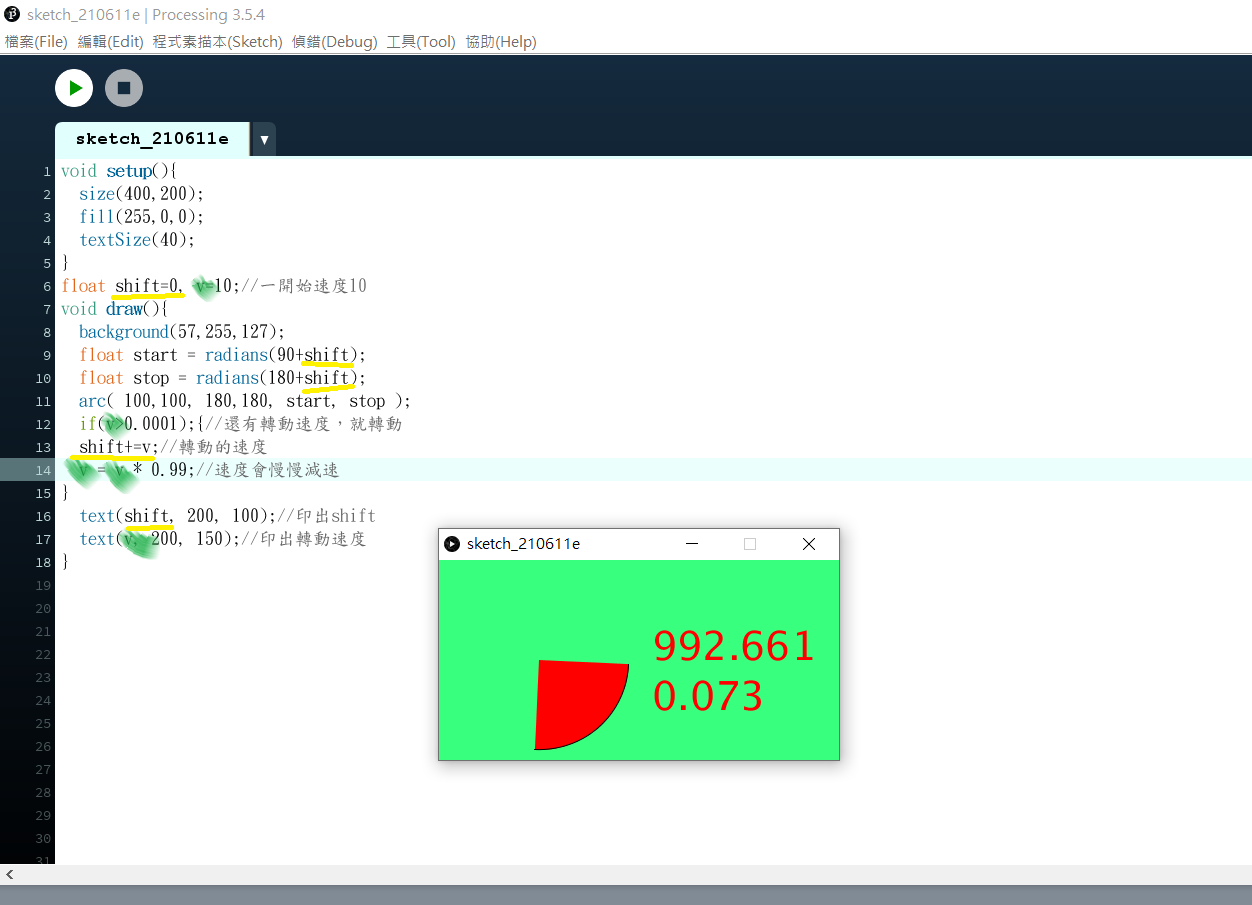 sketch_210611e | Processing 3.5.4
檔案(File) 編輯(Edit) 程式素描本(Sketch) 偵錯(Debug) 工具(Tool) 協助(Help)
sketch_210611e
1 void setup(){
2 size(400,200);
3 fill(255,0,0);
4 textSize(40);
5 }
6 float shift=0, v=10;//一開始速度10
7 void draw(){
8 background(57,255,127);
9 float start = radians(90+shift);
10 float stop = radians(180+shift);
11 arc( 100,100, 180,180, start, stop );
12 if(v>0.0001);{//還有轉動速度，就轉動
13 shift+=v;//轉動的速度
14 v = v * 0.99;//速度會慢慢減速
15 }
16 text(shift, 200, 100);//印出shift
17 text(v, 200, 150);//印出轉動速度
18 }
19
20
21
22
23
24
25
26
27
28
29
30
31
sketch_210611e
992.661
0.073